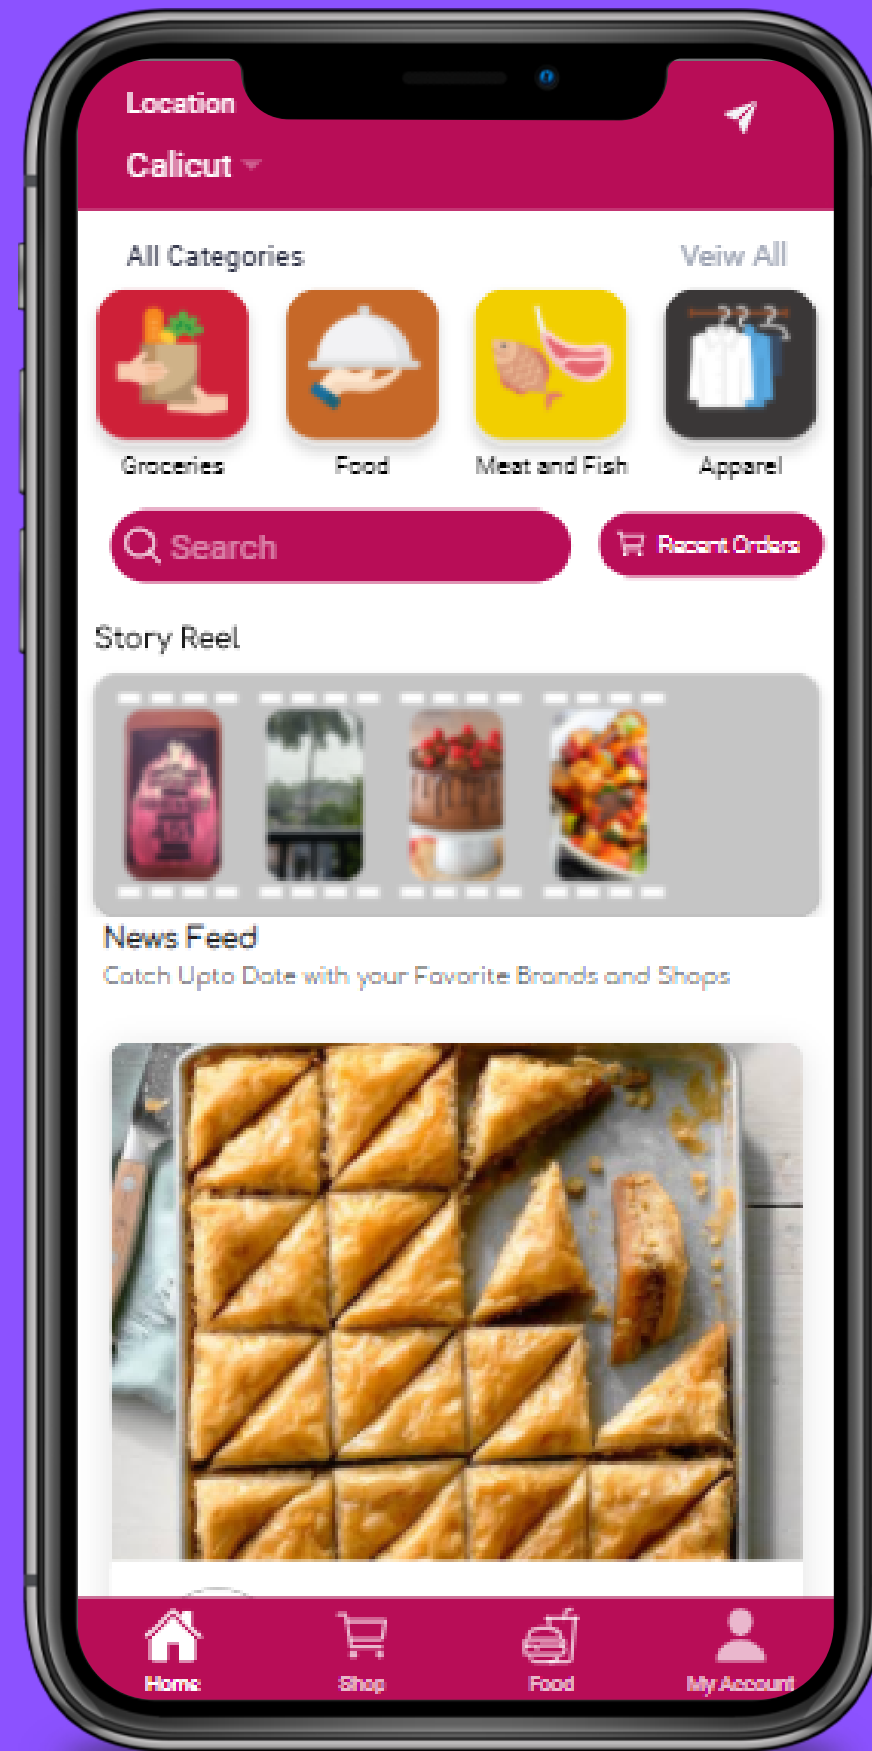 Location
Calicut
All Categories
Veiw All
Groceries
Food
Meat and Fish
Apparel
Search
Recent Orders
Story Reel
News Feed
Catch Upto Date with your Favorite Brands and Shops
Home
Shop
Food
My Account